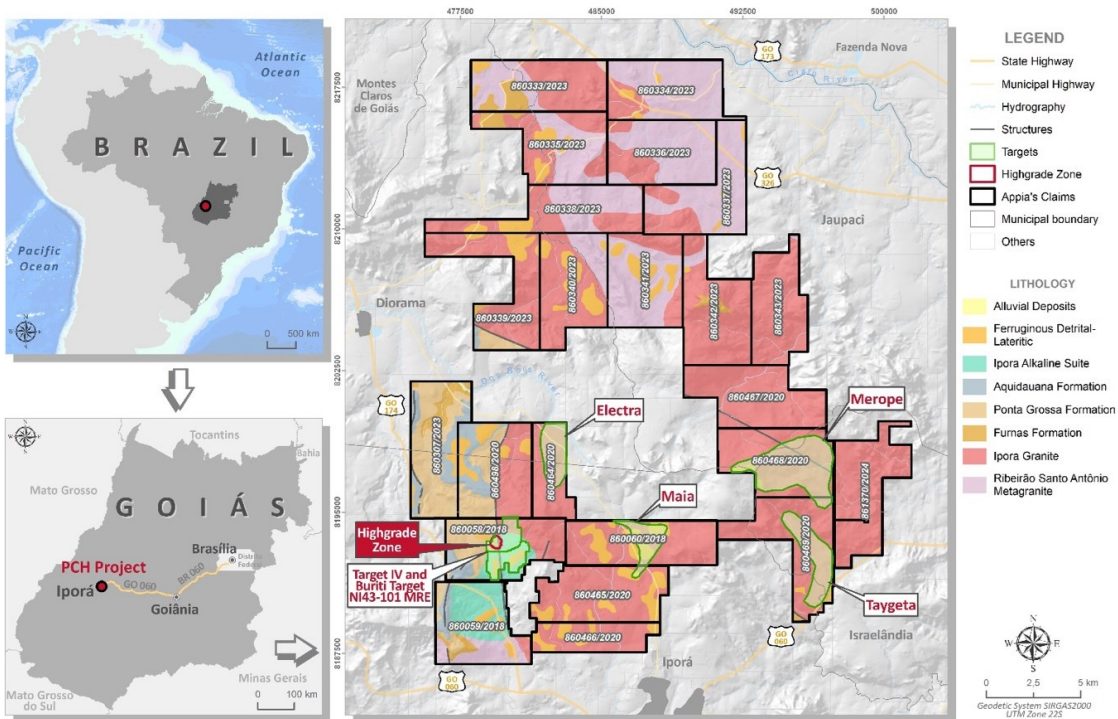 Atlantic
Ocean
BRAZIL
Pacific
Ocean
N
S
W
E
0 500 km
N
S
W
E
Tocantins
Bahia
Mato Grosso
GOIÁS
Brasília
Distrito
Federal
PCH Project
Iporá
GO 060
BR 060
Goiânia
Minas Gerais
Mato Grosso
do Sul
0 100 km
477500 485000 492500 500000
8217500
8210000
8202500
8195000
8187500
GO
173
Fazenda Nova
Claro River
Montes
Claros
de Goiás
860333/2023
860334/2023
860335/2023
860336/2023
GO
326
860337/2023
860338/2023
Jaupaci
860340/2023
860341/2023
860342/2023
860343/2023
Diorama
860339/2023
860467/2020
Merope
GO
174
Electra
860307/2023
860498/2020
860464/2020
860468/2020
861370/2024
Maia
860058/2018
Highgrade
Zone
860060/2018
860469/2020
Target IV and
Buriti Target
NI43-101 MRE
860465/2020
Taygeta
860059/2018
860466/2020
GO
060
Israelândia
GO
060
Iporá
LEGEND
State Highway
Municipal Highway
Hydrography
Structures
Targets
Highgrade Zone
Appia's Claims
Municipal boundary
Others
LITHOLOGY
Alluvial Deposits
Ferruginous Detrital-
Lateritic
Ipora Alkaline Suite
Aquidauana Formation
Ponta Grossa Formation
Furnas Formation
Ipora Granite
Ribeirão Santo Antônio
Metagranite
N
S
W
E
0 2,5 5 km
Geodetic System SIRGAS2000
UTM Zone 22S